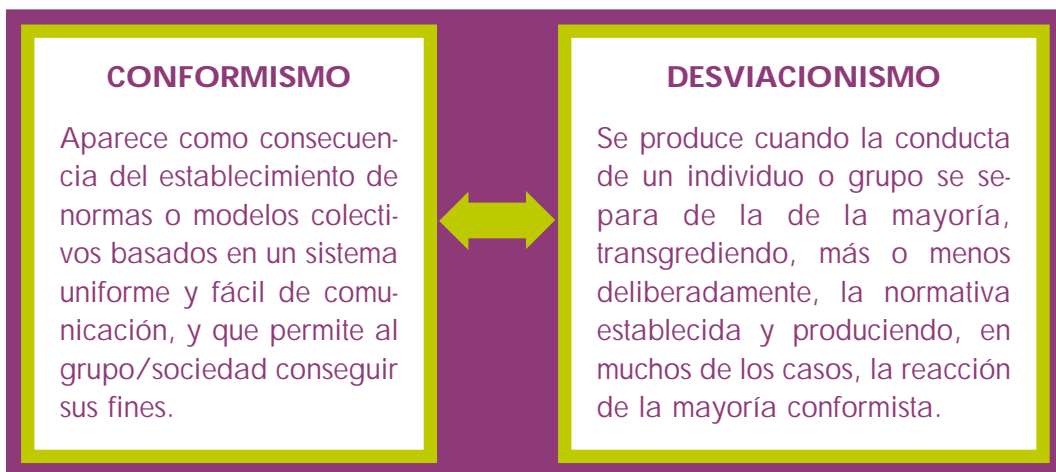 CONFORMISMO
Aparece como consecuen-
cia del establecimiento de
normas o modelos colecti-
vos basados en un sistema
uniforme y fácil de comu-
nicación, y que permite al
grupo/sociedad conseguir
sus fines.
DESVIACIONISMO
Se produce cuando la conducta
de un individuo o grupo se se-
para de la de la mayoría,
transgrediendo, más o menos
deliberadamente, la normativa
establecida y produciendo, en
muchos de los casos, la reacción
de la mayoría conformista.